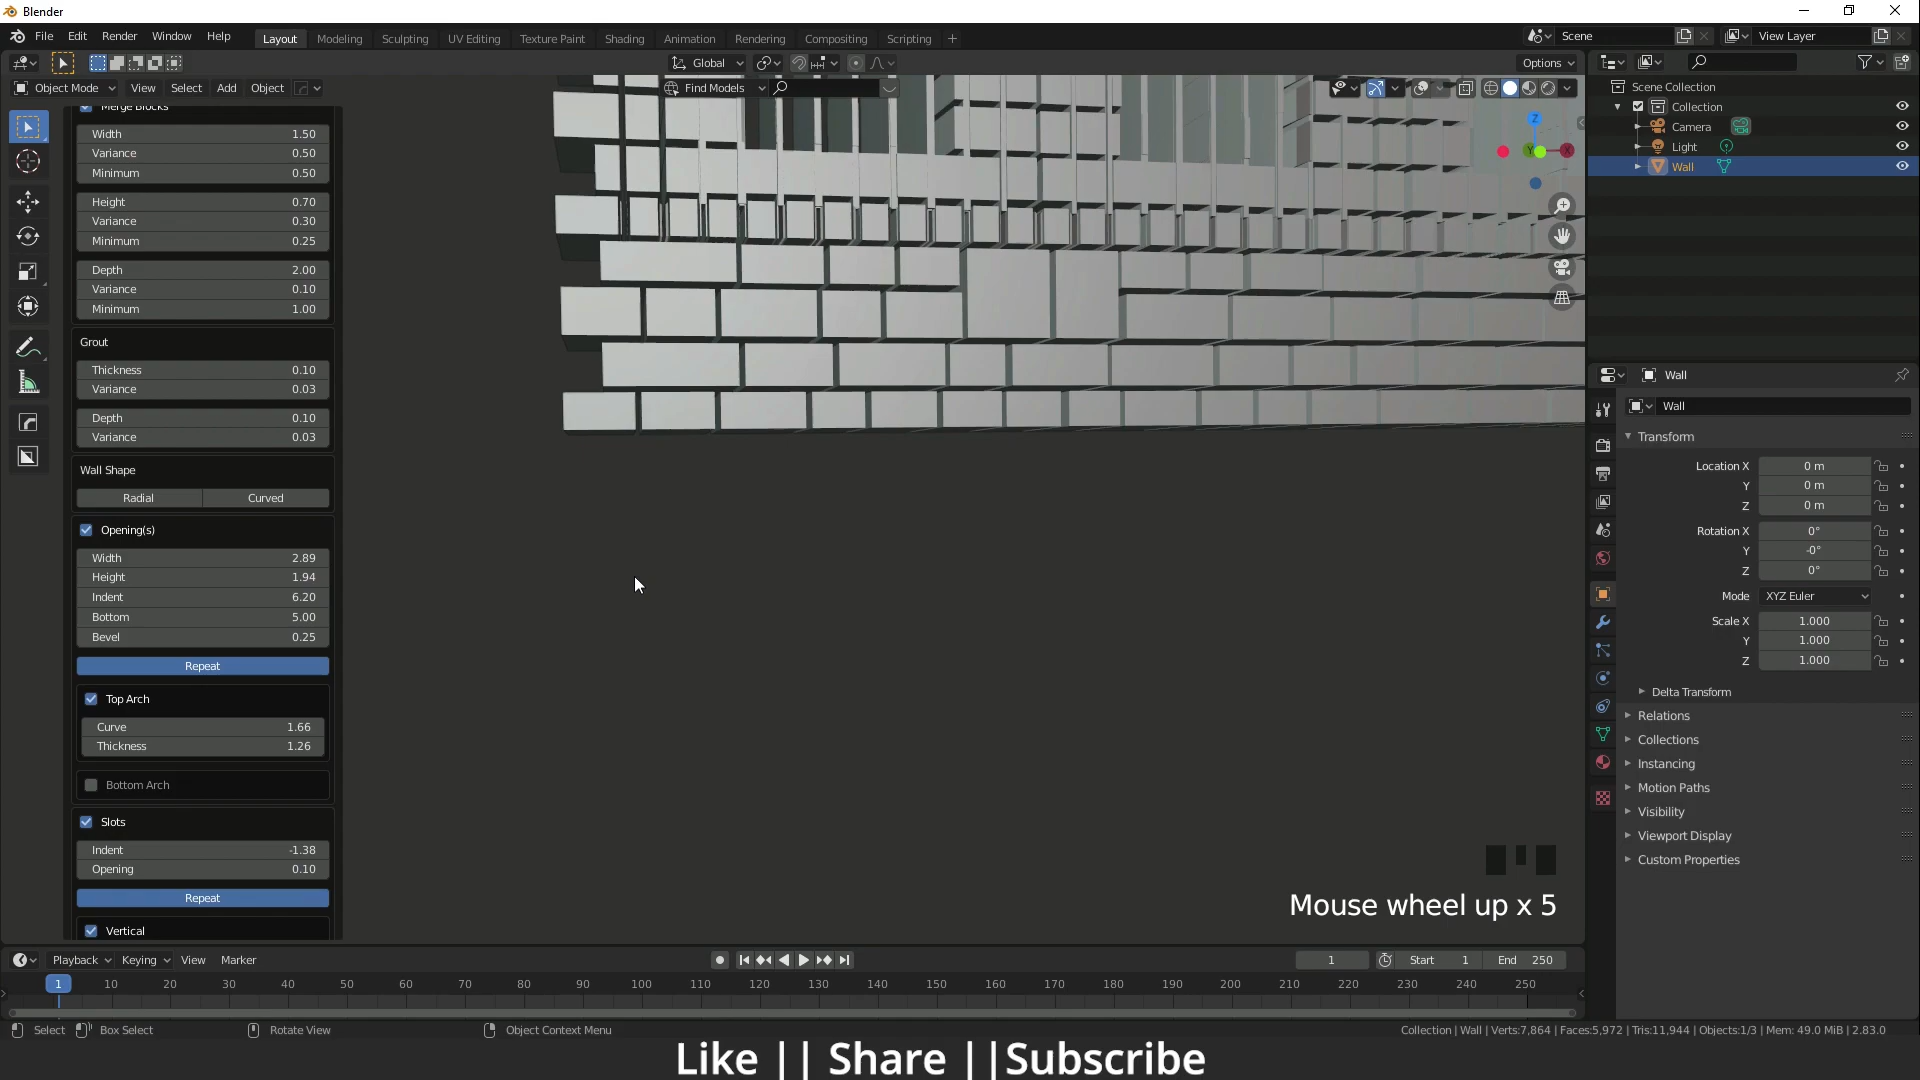 Blender
File Edit Render Window Help
Layout Modeling Sculpting UV Editing Texture Paint Shading Animation Rendering Compositing Scripting +
Scene
View Layer
Global
Options
Object Mode View Select Add Object
Find Models
Scene Collection
Collection
Camera
Light
Wall
Merge Blocks
Width 1.50
Variance 0.50
Minimum 0.50
Height 0.70
Variance 0.30
Minimum 0.25
Depth 2.00
Variance 0.10
Minimum 1.00
Grout
Thickness 0.10
Variance 0.03
Depth 0.10
Variance 0.03
Wall Shape
Radial Curved
Opening(s)
Width 2.89
Height 1.94
Indent 6.20
Bottom 5.00
Bevel 0.25
Repeat
Top Arch
Curve 1.66
Thickness 1.26
Bottom Arch
Slots
Indent -1.38
Opening 0.10
Repeat
Vertical
Z
Y
X
Wall
Wall
Transform
Location X 0 m
Y 0 m
Z 0 m
Rotation X 0°
Y -0°
Z 0°
Mode XYZ Euler
Scale X 1.000
Y 1.000
Z 1.000
Delta Transform
Relations
Collections
Instancing
Motion Paths
Visibility
Viewport Display
Custom Properties
Mouse wheel up x 5
Playback Keying View Marker
1 Start 1 End 250
1 10 20 30 40 50 60 70 80 90 100 110 120 130 140 150 160 170 180 190 200 210 220 230 240 250
Select Box Select Rotate View Object Context Menu
Collection | Wall | Verts:7,864 | Faces:5,972 | Tris:11,944 | Objects:1/3 | Mem: 49.0 MiB | 2.83.0
Like || Share ||Subscribe